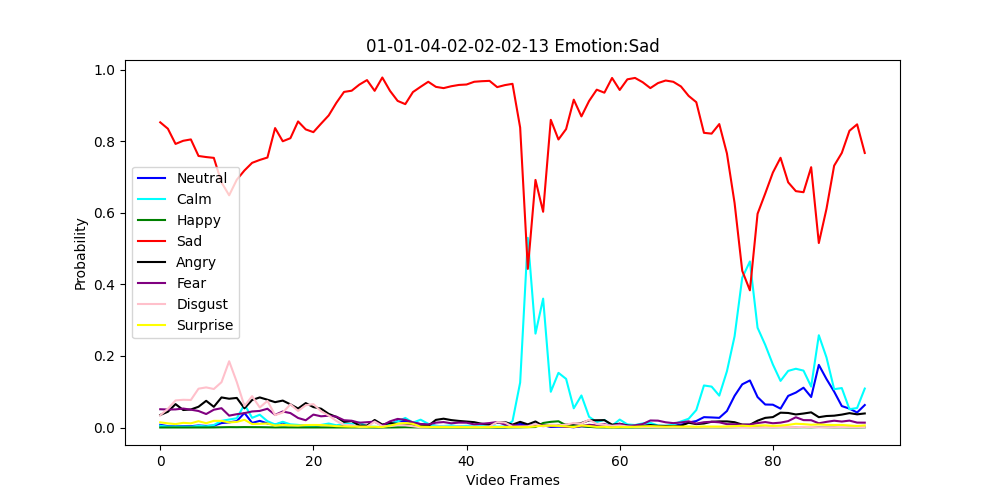 01-01-04-02-02-02-13 Emotion:Sad
1.0
0.8
0.6
0.4
0.2
0.0
Probability
Neutral
Calm
Happy
Sad
Angry
Fear
Disgust
Surprise
0 20 40 60 80
Video Frames